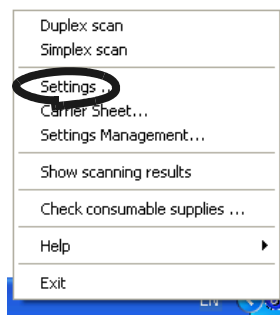 Duplex scan
Simplex scan
Settings ...
Carrier Sheet...
Settings Management...
Show scanning results
Check consumable supplies ...
Help
Exit
EN